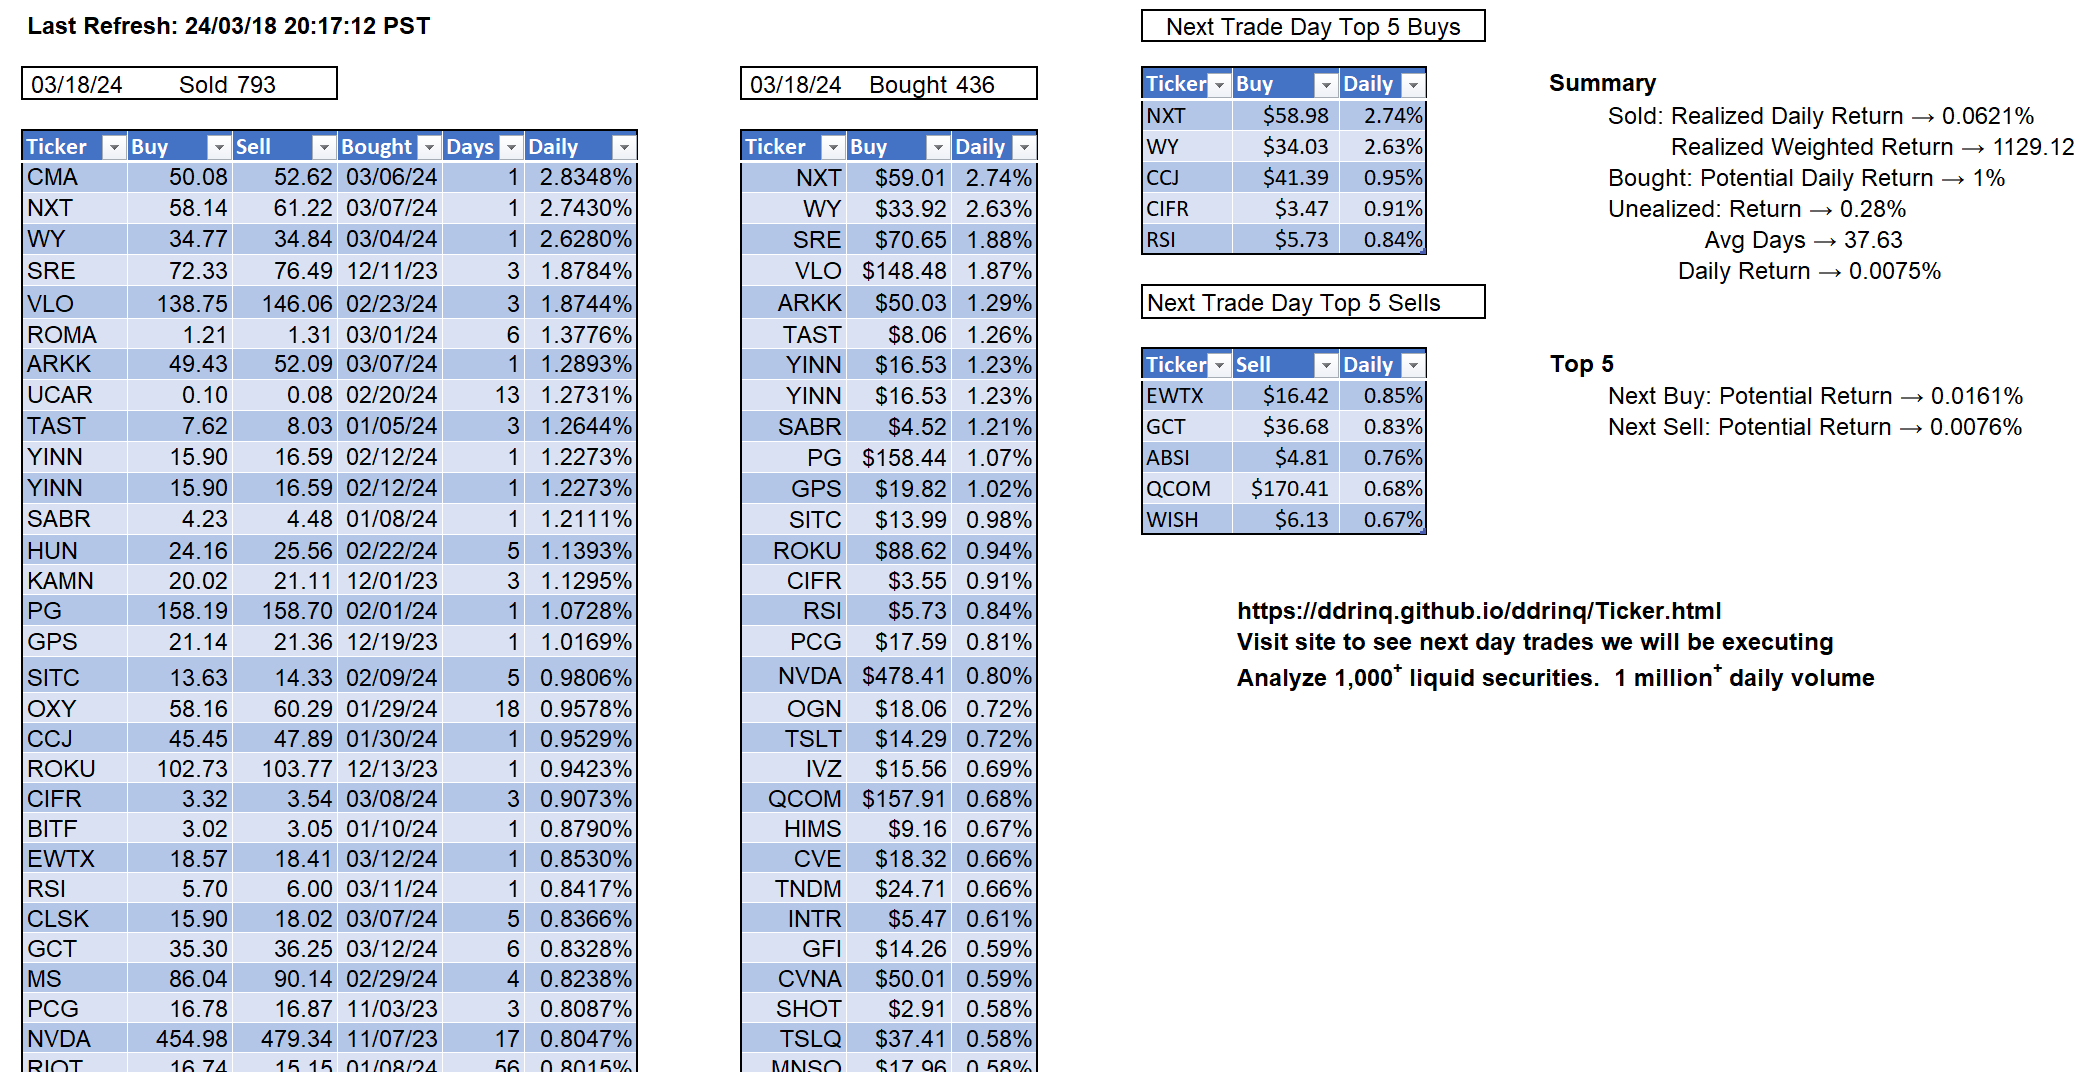 Last Refresh: 24/03/18 20:17:12 PST
03/18/24 Sold 793
Ticker Buy Sell Bought Days Daily
CMA 50.08 52.62 03/06/24 1 2.8348%
NXT 58.14 61.22 03/07/24 1 2.7430%
WY 34.77 34.84 03/04/24 1 2.6280%
SRE 72.33 76.49 12/11/23 3 1.8784%
VLO 138.75 146.06 02/23/24 3 1.8744%
ROMA 1.21 1.31 03/01/24 6 1.3776%
ARKK 49.43 52.09 03/07/24 1 1.2893%
UCAR 0.10 0.08 02/20/24 13 1.2731%
TAST 7.62 8.03 01/05/24 3 1.2644%
YINN 15.90 16.59 02/12/24 1 1.2273%
YINN 15.90 16.59 02/12/24 1 1.2273%
SABR 4.23 4.48 01/08/24 1 1.2111%
HUN 24.16 25.56 02/22/24 5 1.1393%
KAMN 20.02 21.11 12/01/23 3 1.1295%
PG 158.19 158.70 02/01/24 1 1.0728%
GPS 21.14 21.36 12/19/23 1 1.0169%
SITC 13.63 14.33 02/09/24 5 0.9806%
OXY 58.16 60.29 01/29/24 18 0.9578%
CCJ 45.45 47.89 01/30/24 1 0.9529%
ROKU 102.73 103.77 12/13/23 1 0.9423%
CIFR 3.32 3.54 03/08/24 3 0.9073%
BITF 3.02 3.05 01/10/24 1 0.8790%
EWTX 18.57 18.41 03/12/24 1 0.8530%
RSI 5.70 6.00 03/11/24 1 0.8417%
CLSK 15.90 18.02 03/07/24 5 0.8366%
GCT 35.30 36.25 03/12/24 6 0.8328%
MS 86.04 90.14 02/29/24 4 0.8238%
PCG 16.78 16.87 11/03/23 3 0.8087%
NVDA 454.98 479.34 11/07/23 17 0.8047%
RIOT 16.74 15.15 01/08/24 56 0.8015%
03/18/24 Bought 436
Ticker Buy Daily
NXT $59.01 2.74%
WY $33.92 2.63%
SRE $70.65 1.88%
VLO $148.48 1.87%
ARKK $50.03 1.29%
TAST $8.06 1.26%
YINN $16.53 1.23%
YINN $16.53 1.23%
SABR $4.52 1.21%
PG $158.44 1.07%
GPS $19.82 1.02%
SITC $13.99 0.98%
ROKU $88.62 0.94%
CIFR $3.55 0.91%
RSI $5.73 0.84%
PCG $17.59 0.81%
NVDA $478.41 0.80%
OGN $18.06 0.72%
TSLT $14.29 0.72%
IVZ $15.56 0.69%
QCOM $157.91 0.68%
HIMS $9.16 0.67%
CVE $18.32 0.66%
TNDM $24.71 0.66%
INTR $5.47 0.61%
GFI $14.26 0.59%
CVNA $50.01 0.59%
SHOT $2.91 0.58%
TSLQ $37.41 0.58%
MNSO $17.96 0.58%
Next Trade Day Top 5 Buys
Ticker Buy Daily
NXT $58.98 2.74%
WY $34.03 2.63%
CCJ $41.39 0.95%
CIFR $3.47 0.91%
RSI $5.73 0.84%
Next Trade Day Top 5 Sells
Ticker Sell Daily
EWTX $16.42 0.85%
GCT $36.68 0.83%
ABSI $4.81 0.76%
QCOM $170.41 0.68%
WISH $6.13 0.67%
Summary
Sold: Realized Daily Return → 0.0621%
Realized Weighted Return → 1129.12
Bought: Potential Daily Return → 1%
Unealized: Return → 0.28%
Avg Days → 37.63
Daily Return → 0.0075%
Top 5
Next Buy: Potential Return → 0.0161%
Next Sell: Potential Return → 0.0076%
https://ddrinq.github.io/ddrinq/Ticker.html
Visit site to see next day trades we will be executing
Analyze 1,000+ liquid securities. 1 million+ daily volume